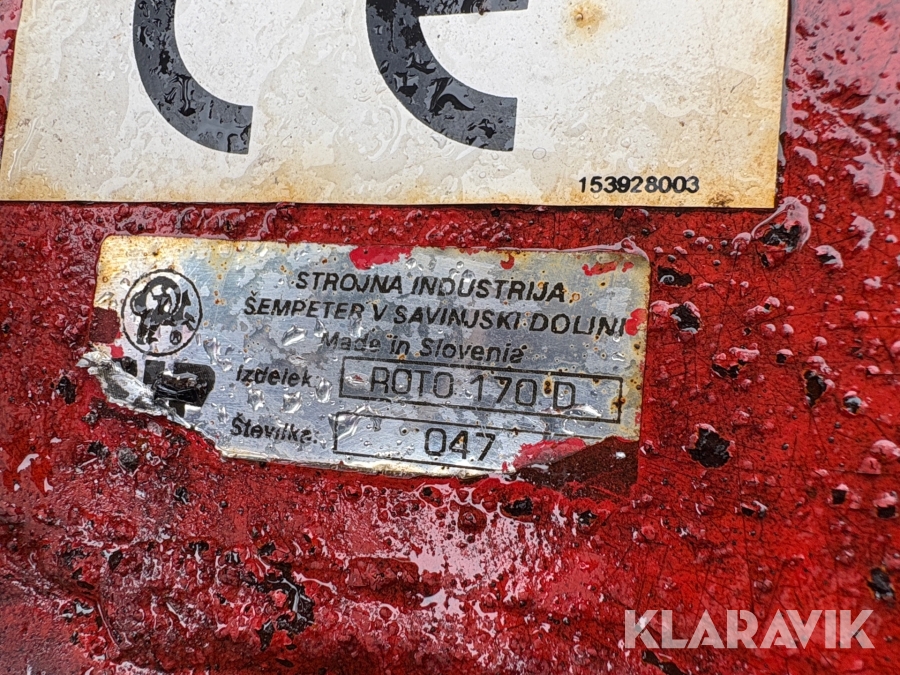 CE
153928003
STROJNA INDUSTRIJA
ŠEMPETER V SAVINJSKI DOLINI
Made in Slovenia
Izdelek: ROTO 170 D
Številka: 047
KLARAVIK